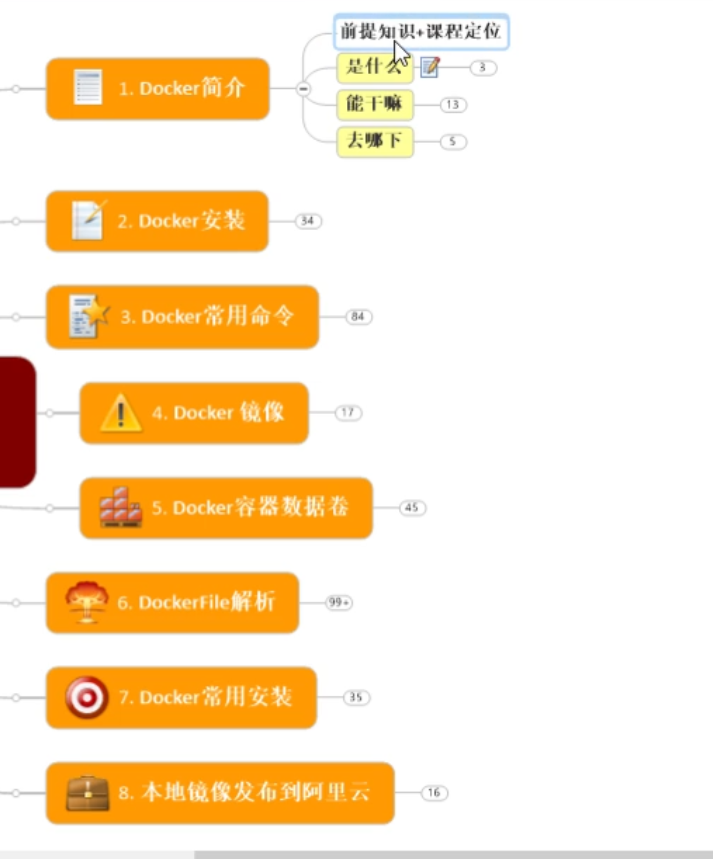 前提知识+课程定位
1. Docker简介
是什么
3
能干嘛
13
去哪下
5
2. Docker安装
34
3. Docker常用命令
84
4. Docker 镜像
17
5. Docker容器数据卷
45
6. DockerFile解析
99+
7. Docker常用安装
35
8. 本地镜像发布到阿里云
16